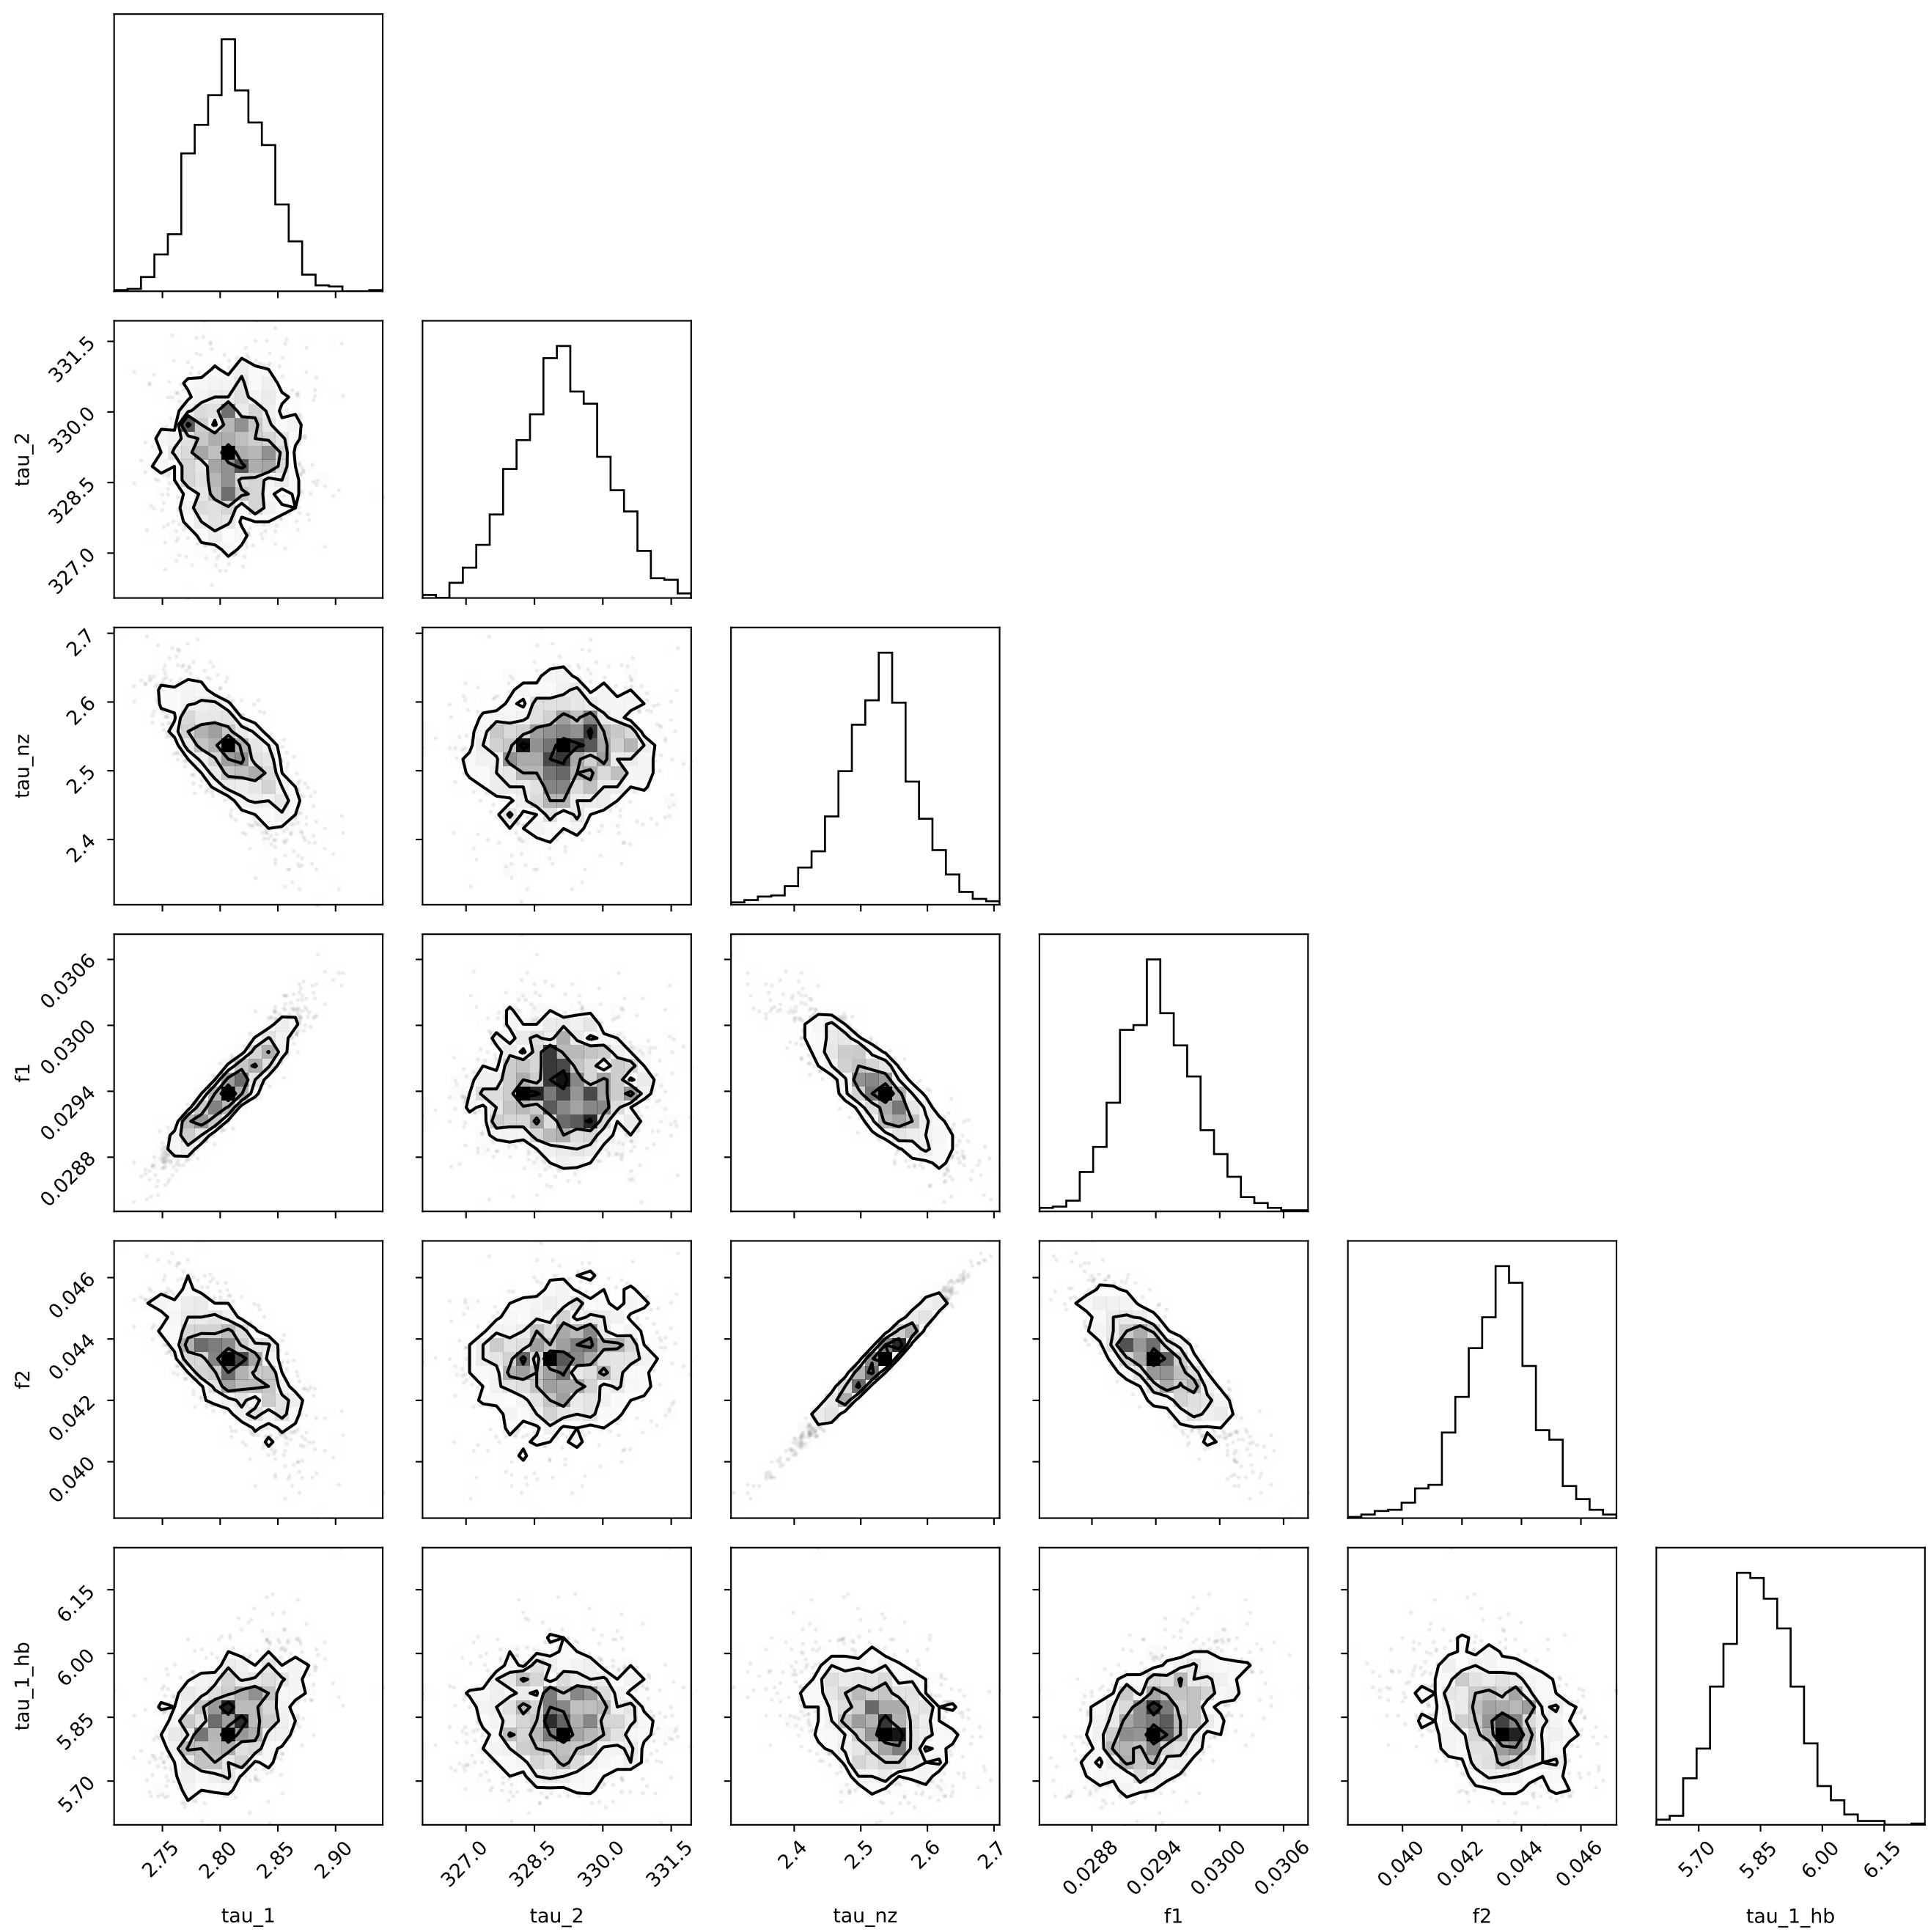 tau_2
331.5
330.0
328.5
327.0
tau_nz
2.7
2.6
2.5
2.4
f1
0.0306
0.0300
0.0294
0.0288
f2
0.046
0.044
0.042
0.040
tau_1_hb
6.15
6.00
5.85
5.70
2.75 2.80 2.85 2.90
327.0 328.5 330.0 331.5
2.4 2.5 2.6 2.7
0.0288 0.0294 0.0300 0.0306
0.040 0.042 0.044 0.046
5.70 5.85 6.00 6.15
tau_1 tau_2 tau_nz f1 f2 tau_1_hb